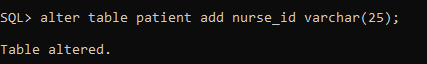 SQL> alter table patient add nurse_id varchar(25);
Table altered.